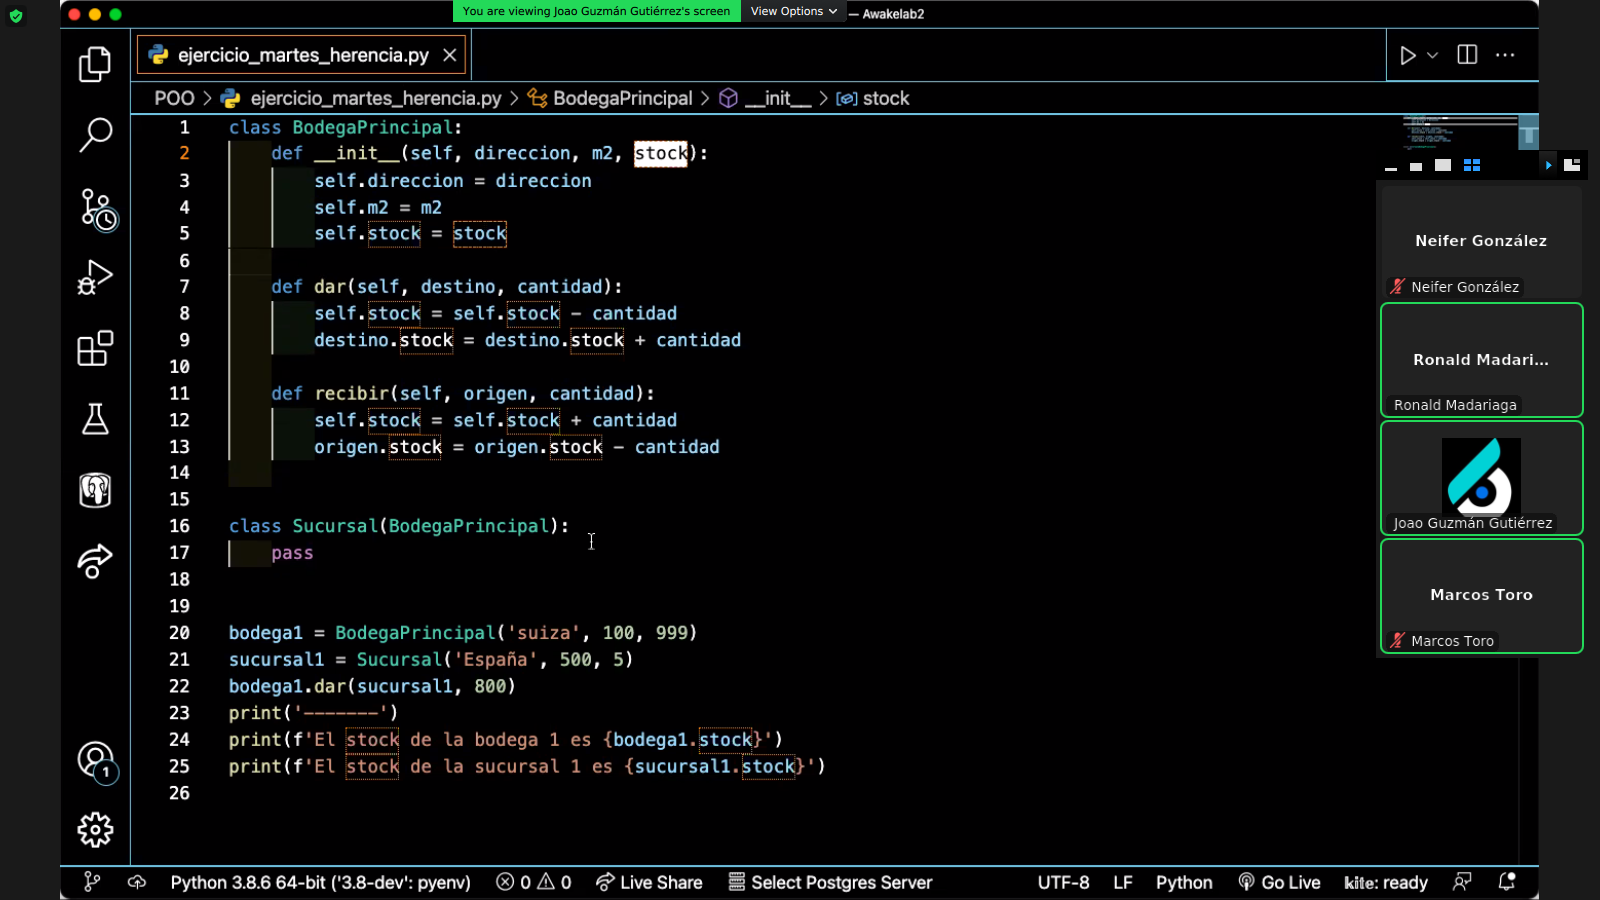 You are viewing Joao Guzmán Gutiérrez's screen
View Options
— Awakelab2
ejercicio_martes_herencia.py
POO > ejercicio_martes_herencia.py > BodegaPrincipal > __init__ > stock
1 class BodegaPrincipal:
2 def __init__(self, direccion, m2, stock):
3 self.direccion = direccion
4 self.m2 = m2
5 self.stock = stock
6
7 def dar(self, destino, cantidad):
8 self.stock = self.stock - cantidad
9 destino.stock = destino.stock + cantidad
10
11 def recibir(self, origen, cantidad):
12 self.stock = self.stock + cantidad
13 origen.stock = origen.stock - cantidad
14
15
16 class Sucursal(BodegaPrincipal):
17 pass
18
19
20 bodega1 = BodegaPrincipal('suiza', 100, 999)
21 sucursal1 = Sucursal('España', 500, 5)
22 bodega1.dar(sucursal1, 800)
23 print('-------')
24 print(f'El stock de la bodega 1 es {bodega1.stock}')
25 print(f'El stock de la sucursal 1 es {sucursal1.stock}')
26
Neifer González
Neifer González
Ronald Madari...
Ronald Madariaga
Joao Guzmán Gutiérrez
Marcos Toro
Marcos Toro
1
Python 3.8.6 64-bit ('3.8-dev': pyenv)
0
0
Live Share
Select Postgres Server
UTF-8
LF
Python
Go Live
kite: ready